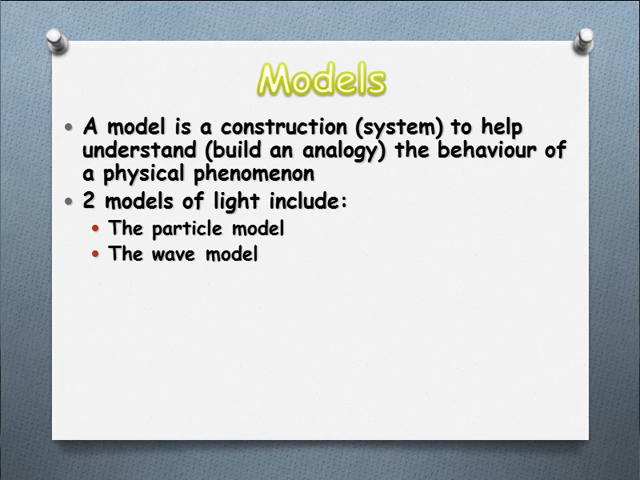 Models
• A model is a construction (system) to help
understand (build an analogy) the behaviour of
a physical phenomenon
• 2 models of light include:
• The particle model
• The wave model